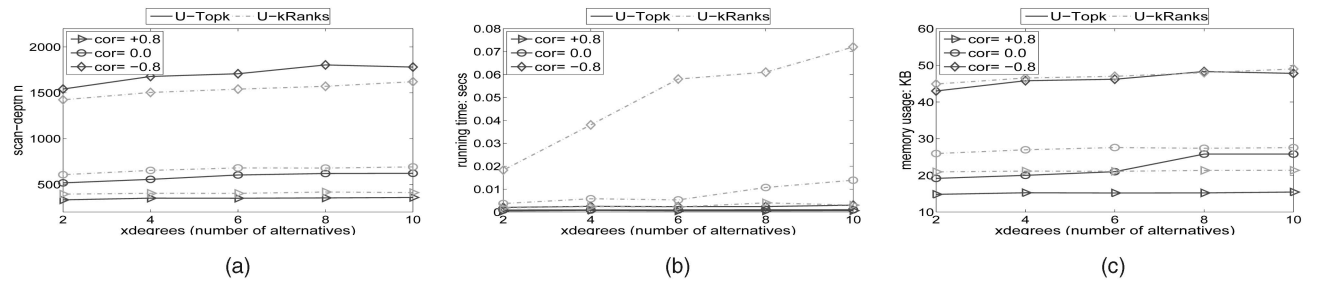 U-Topk U-kRanks
cor= +0.8
cor= 0.0
cor= -0.8
2000
1500
1000
500
scan-depth n
2 4 6 8 10
xdegrees (number of alternatives)
(a)
U-Topk U-kRanks
cor= +0.8
cor= 0.0
cor= -0.8
0.08
0.07
0.06
0.05
0.04
0.03
0.02
0.01
0
running time: secs
2 4 6 8 10
xdegrees (number of alternatives)
(b)
U-Topk U-kRanks
cor= +0.8
cor= 0.0
cor= -0.8
60
50
40
30
20
10
memory usage: KB
2 4 6 8 10
xdegrees (number of alternatives)
(c)